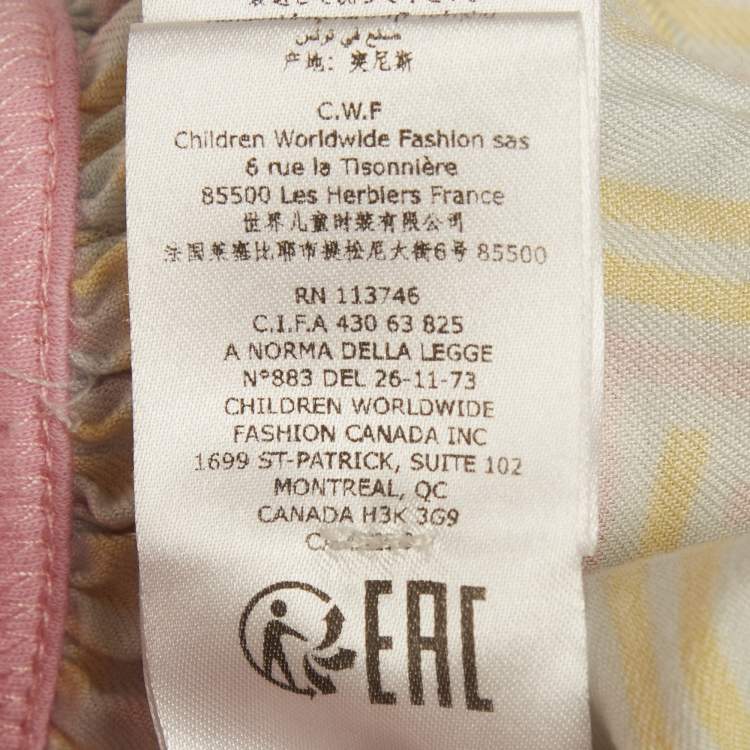 صنع في تونس
产地: 突尼斯
C.W.F
Children Worldwide Fashion sas
6 rue la Tisonnière
85500 Les Herbiers France
世界儿童时装有限公司
法国莱塞比耶市提松尼大街6号 85500
RN 113746
C.I.F.A 430 63 825
A NORMA DELLA LEGGE
N°883 DEL 26-11-73
CHILDREN WORLDWIDE
FASHION CANADA INC
1699 ST-PATRICK, SUITE 102
MONTREAL, QC
CANADA H3K 3G9
EAC